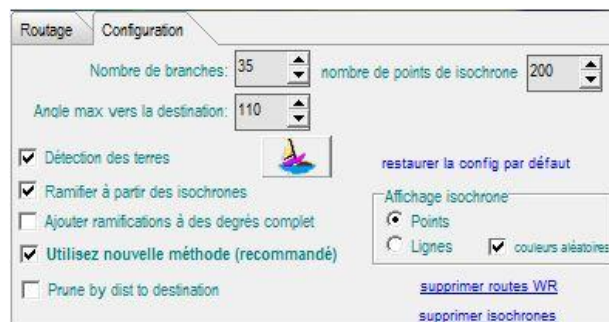 Routage Configuration
Nombre de branches: 35 nombre de points de isochrone 200
Angle max vers la destination: 110
Détection des terres
restaurer la config par défaut
Ramifier à partir des isochrones
Affichage isochrone
Ajouter ramifications à des degrès complet
Points
Utilisez nouvelle méthode (recommandé)
Lignes couleurs aléatoires
Prune by dist to destination
supprimer routes WR
supprimer isochrones